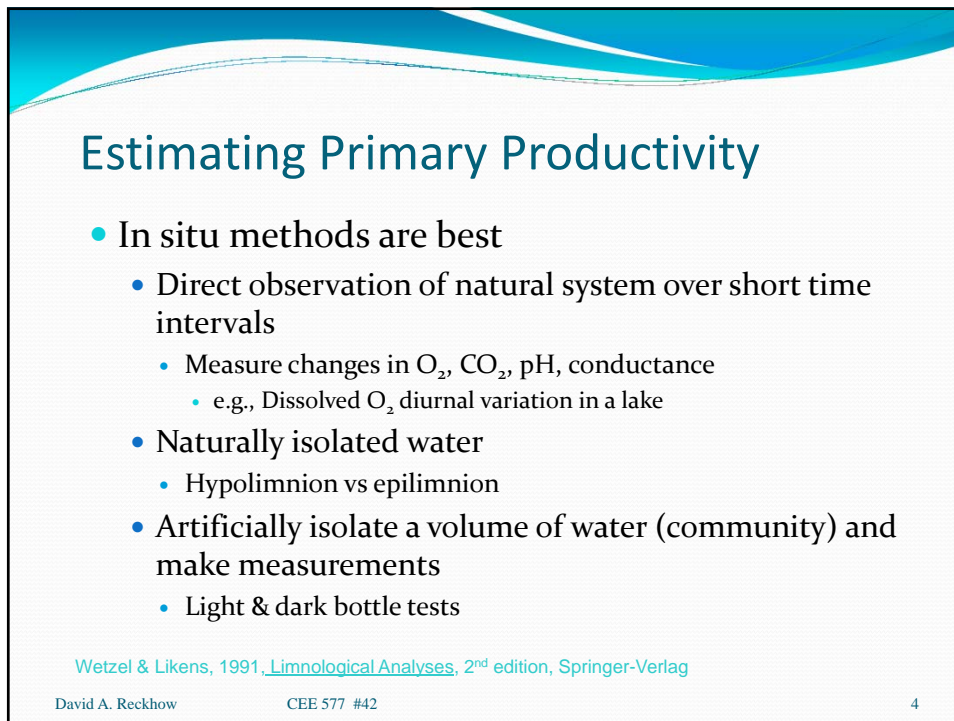 Estimating Primary Productivity
• In situ methods are best
• Direct observation of natural system over short time
intervals
• Measure changes in O₂, CO₂, pH, conductance
• e.g., Dissolved O₂ diurnal variation in a lake
• Naturally isolated water
• Hypolimnion vs epilimnion
• Artificially isolate a volume of water (community) and
make measurements
• Light & dark bottle tests
Wetzel & Likens, 1991, Limnological Analyses, 2nd edition, Springer-Verlag
David A. Reckhow CEE 577 #42 4